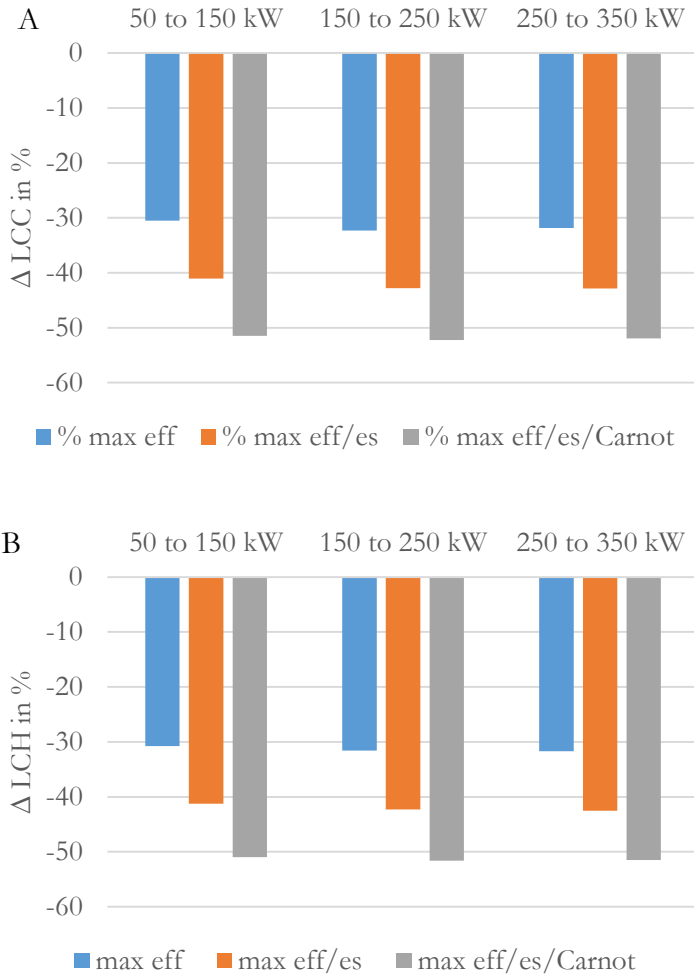 A
50 to 150 kW 150 to 250 kW 250 to 350 kW
0
-10
-20
-30
-40
-50
-60
Δ LCC in %
% max eff % max eff/es % max eff/es/Carnot
B
50 to 150 kW 150 to 250 kW 250 to 350 kW
0
-10
-20
-30
-40
-50
-60
Δ LCH in %
max eff max eff/es max eff/es/Carnot